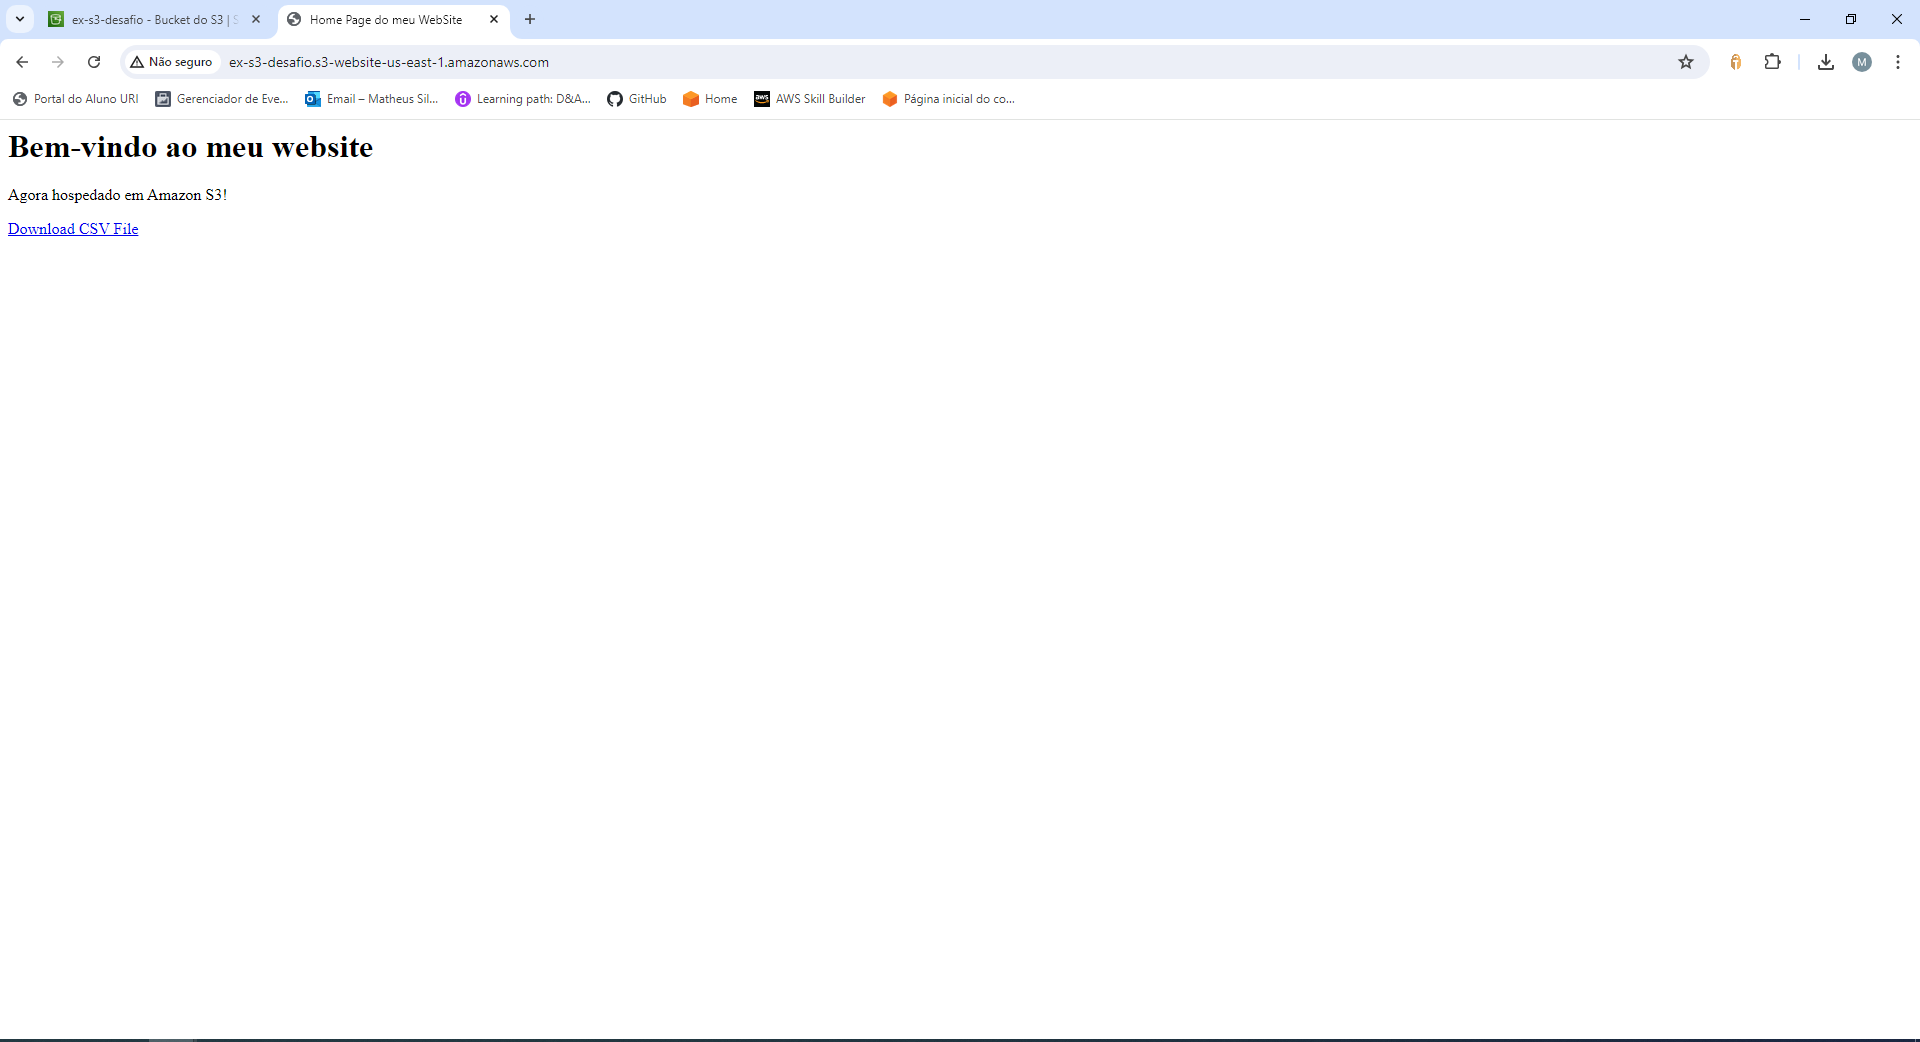 ex-s3-desafio - Bucket do S3 | S
Home Page do meu WebSite
Não seguro
ex-s3-desafio.s3-website-us-east-1.amazonaws.com
M
Portal do Aluno URI
Gerenciador de Eve...
Email – Matheus Sil...
Learning path: D&A...
GitHub
Home
aws
AWS Skill Builder
Página inicial do co...
Bem-vindo ao meu website
Agora hospedado em Amazon S3!
Download CSV File